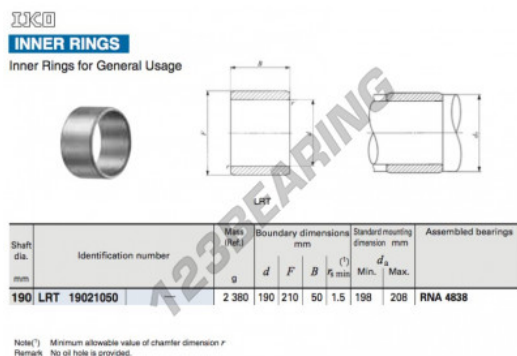 IKO
INNER RINGS
Inner Rings for General Usage
B
F
r
d
r
dₐ
LRT
123BEARING
Shaft dia. mm
Identification number
Mass (Ref.) g
Boundary dimensions mm
d F B (¹) rₛ min
Standard mounting dimension mm
dₐ
Min. Max.
Assembled bearings
190 LRT 19021050 — 2 380 190 210 50 1.5 198 208 RNA 4838
Note(¹) Minimum allowable value of chamfer dimension r
Remark No oil hole is provided.